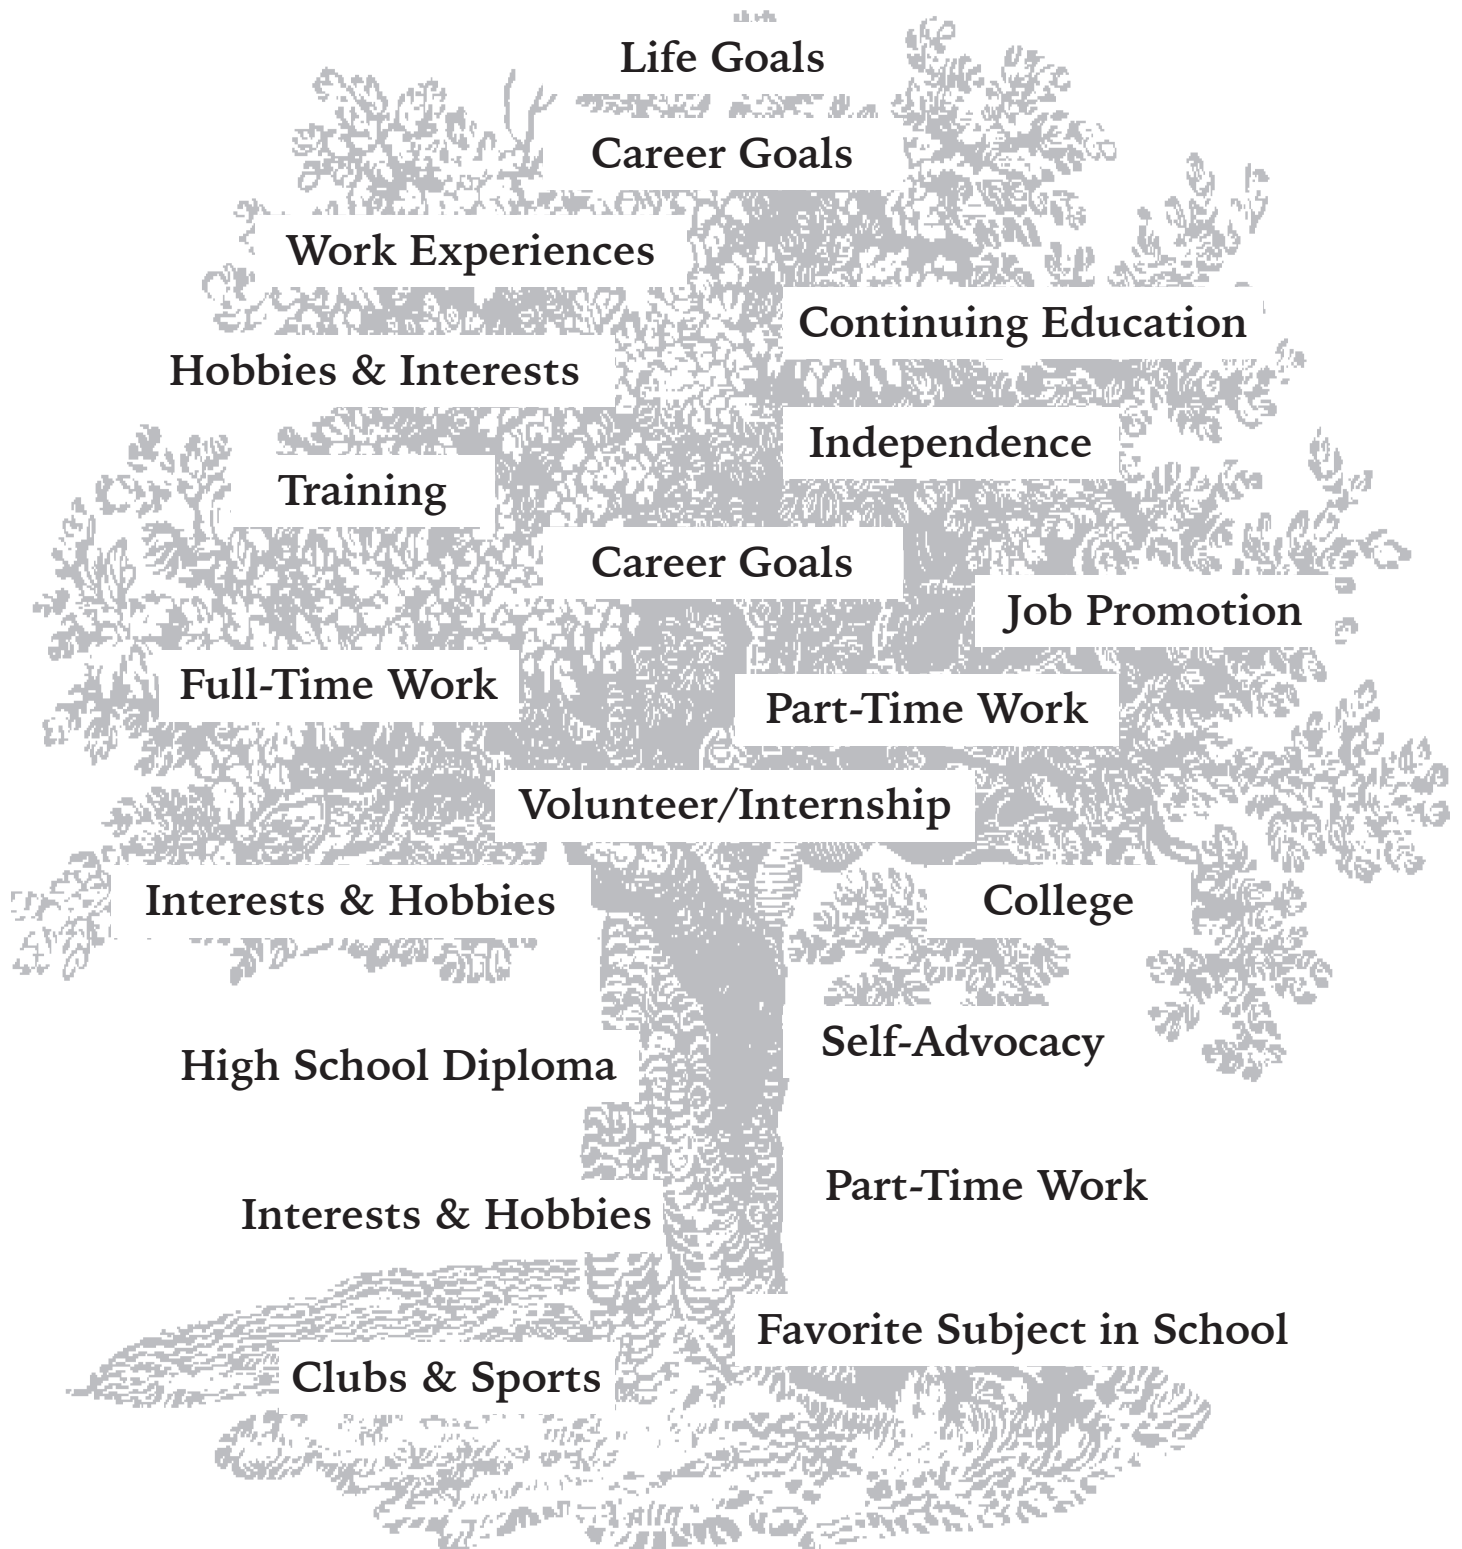 Life Goals
Career Goals
Work Experiences
Continuing Education
Hobbies & Interests
Independence
Training
Career Goals
Job Promotion
Full-Time Work
Part-Time Work
Volunteer/Internship
Interests & Hobbies
College
Self-Advocacy
High School Diploma
Part-Time Work
Interests & Hobbies
Favorite Subject in School
Clubs & Sports